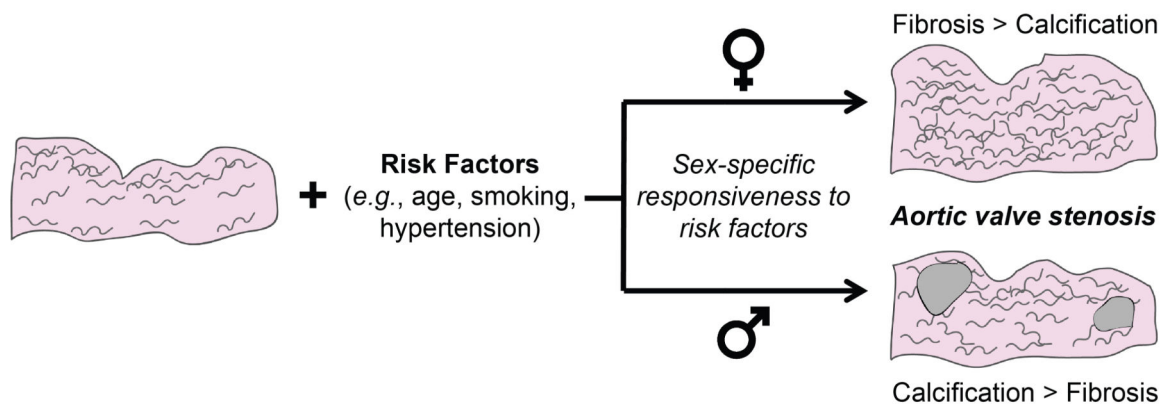 Fibrosis > Calcification
Risk Factors
(e.g., age, smoking,
hypertension)
+
Sex-specific
responsiveness to
risk factors
Aortic valve stenosis
Calcification > Fibrosis